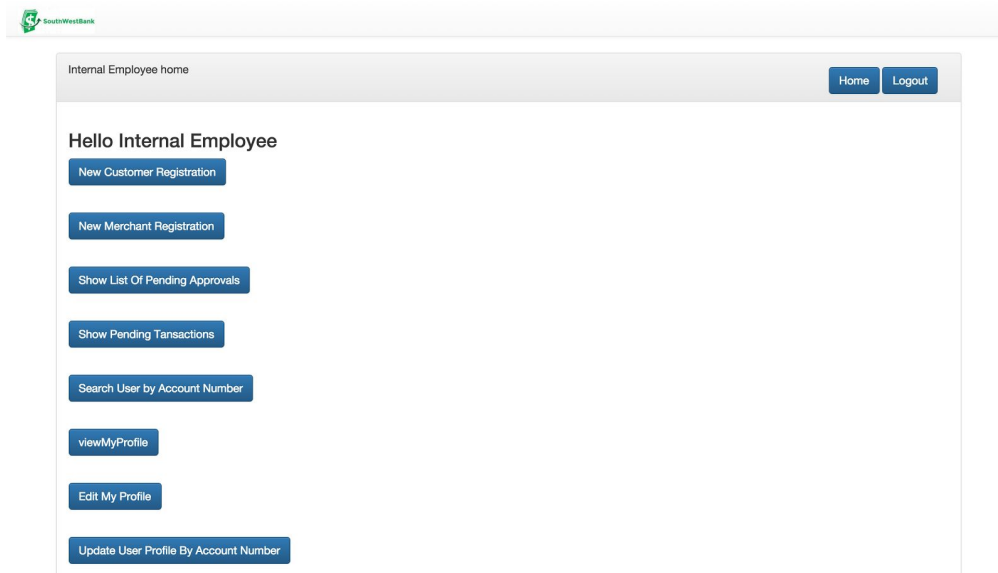 SouthWestBank
Internal Employee home
Home
Logout
Hello Internal Employee
New Customer Registration
New Merchant Registration
Show List Of Pending Approvals
Show Pending Tansactions
Search User by Account Number
viewMyProfile
Edit My Profile
Update User Profile By Account Number